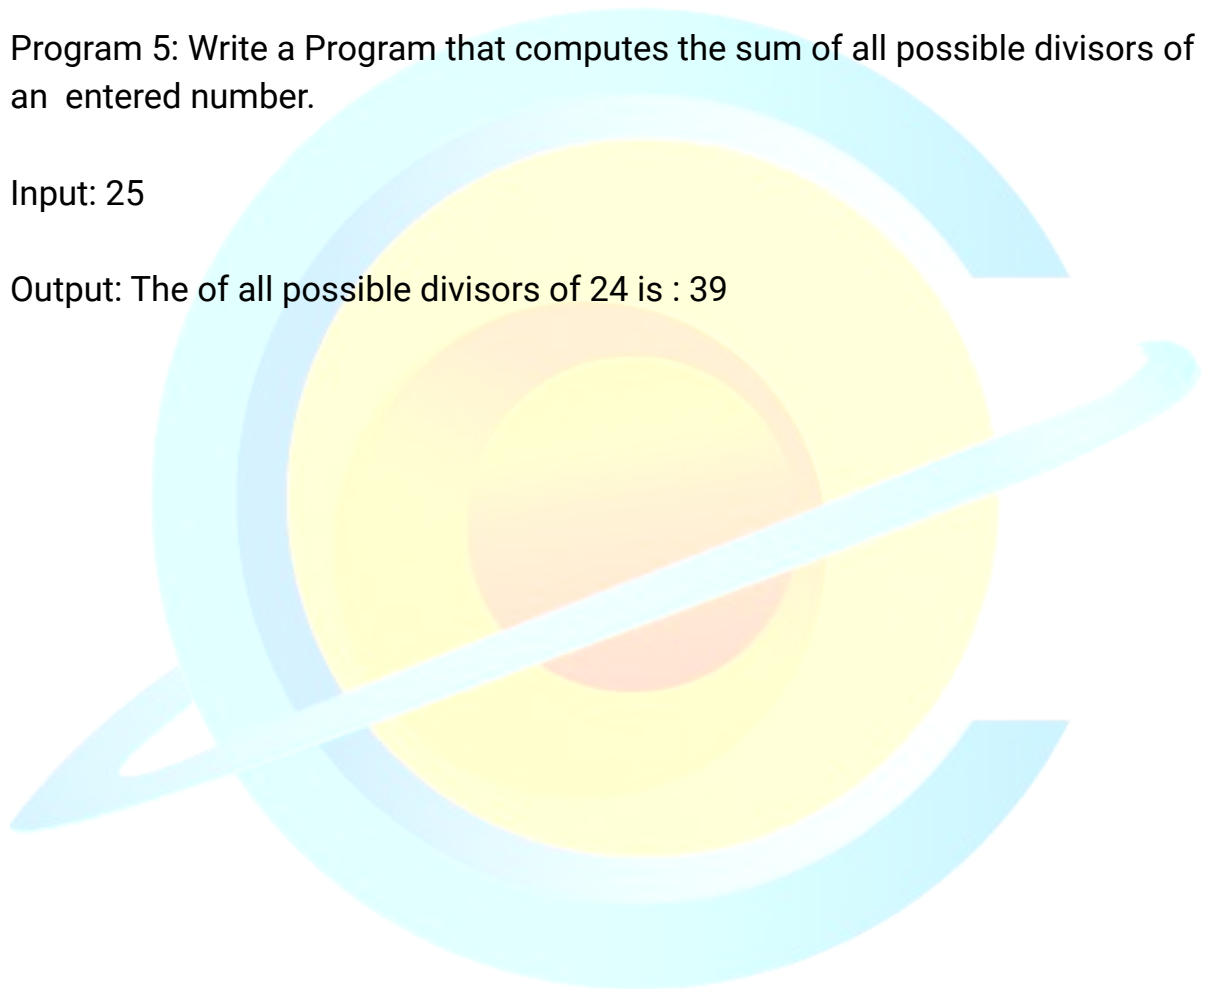 Program 5: Write a Program that computes the sum of all possible divisors of
an  entered number.
Input: 25
Output: The of all possible divisors of 24 is : 39